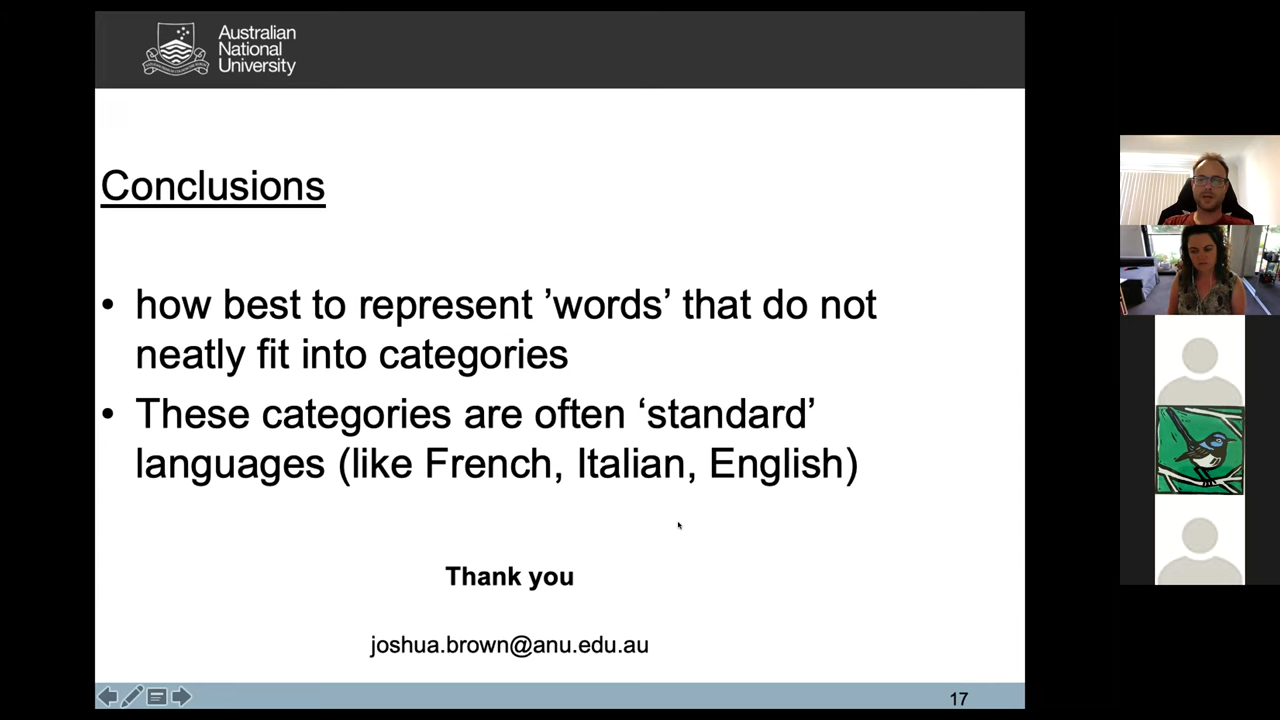 Australian
National
University
Conclusions
• how best to represent ’words’ that do not
neatly fit into categories
• These categories are often ‘standard’
languages (like French, Italian, English)
Thank you
joshua.brown@anu.edu.au
17